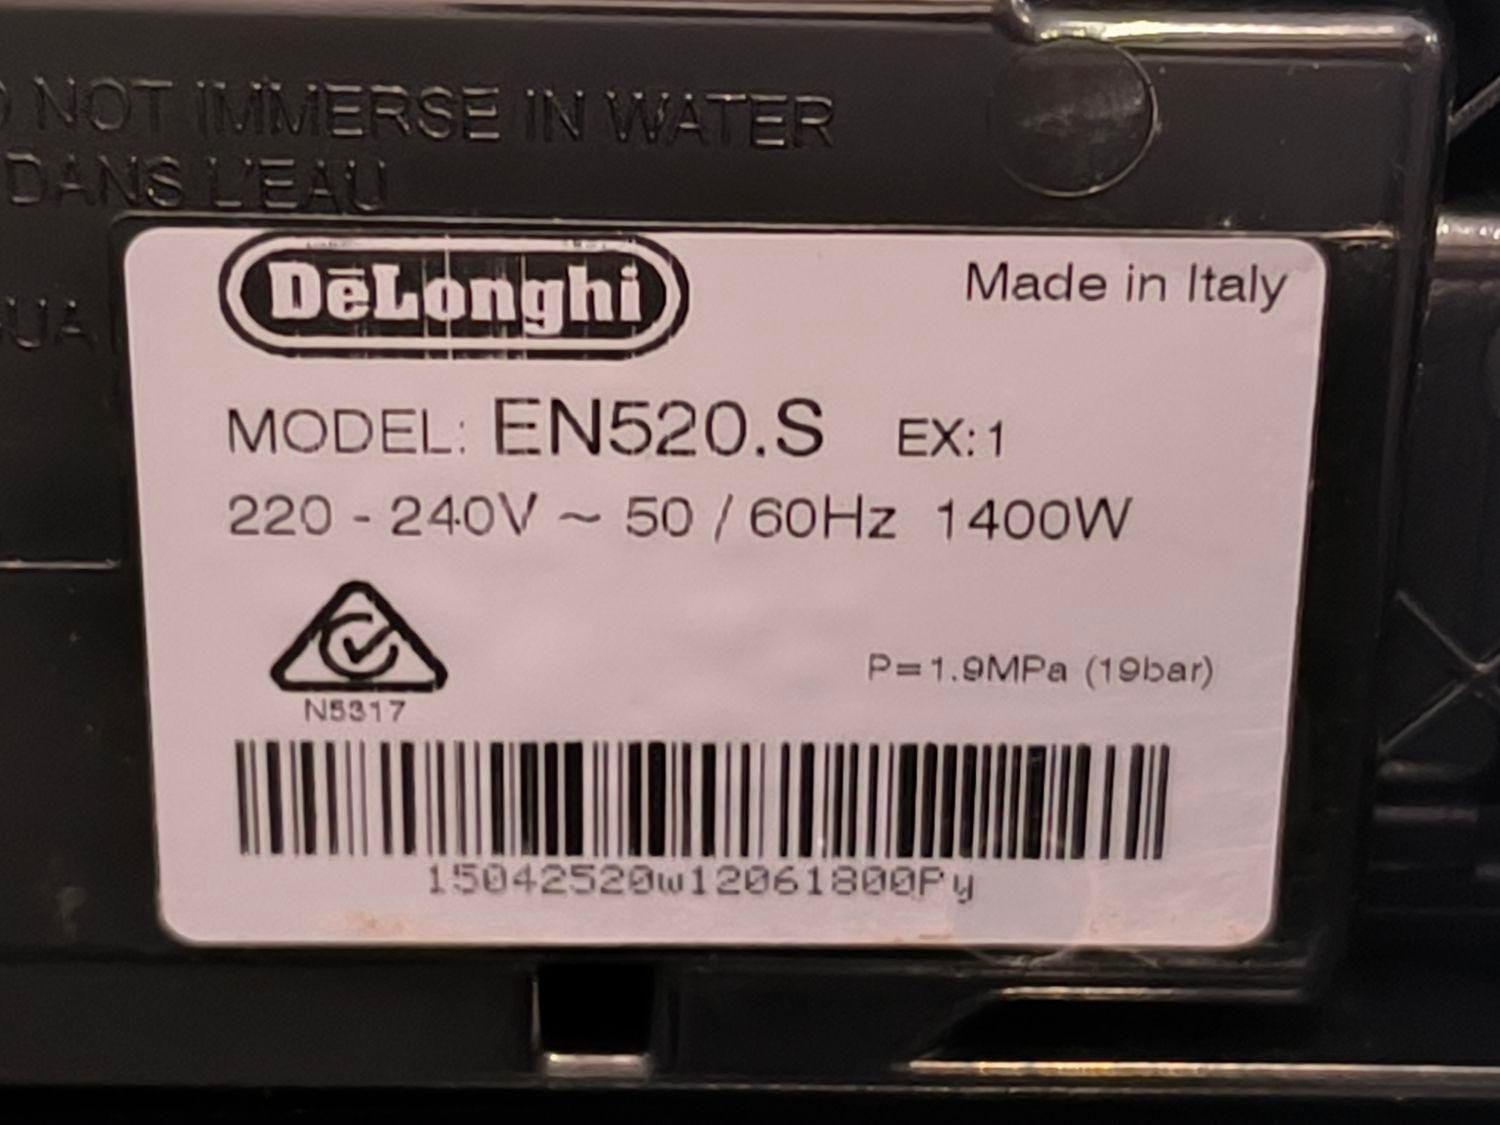 NOT IMMERSE IN WATER
DANS L'EAU
DēLonghi
Made in Italy
MODEL: EN520.S EX:1
220 - 240V ~ 50 / 60Hz 1400W
N5317
P=1.9MPa (19bar)
15042520w12061800Py